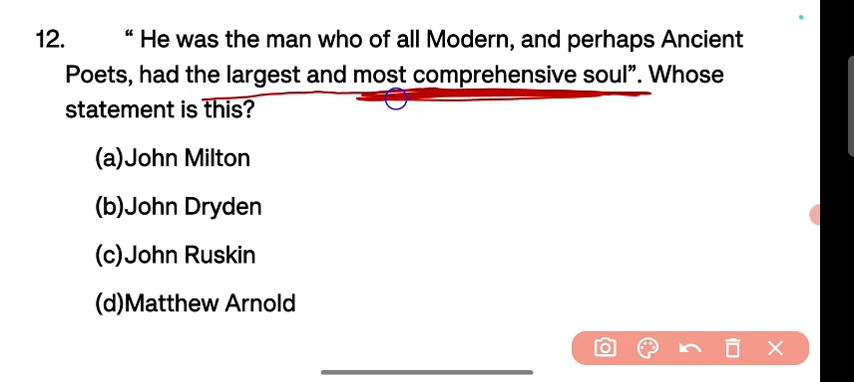 12. “ He was the man who of all Modern, and perhaps Ancient
Poets, had the largest and most comprehensive soul”. Whose
statement is this?
(a)John Milton
(b)John Dryden
(c)John Ruskin
(d)Matthew Arnold